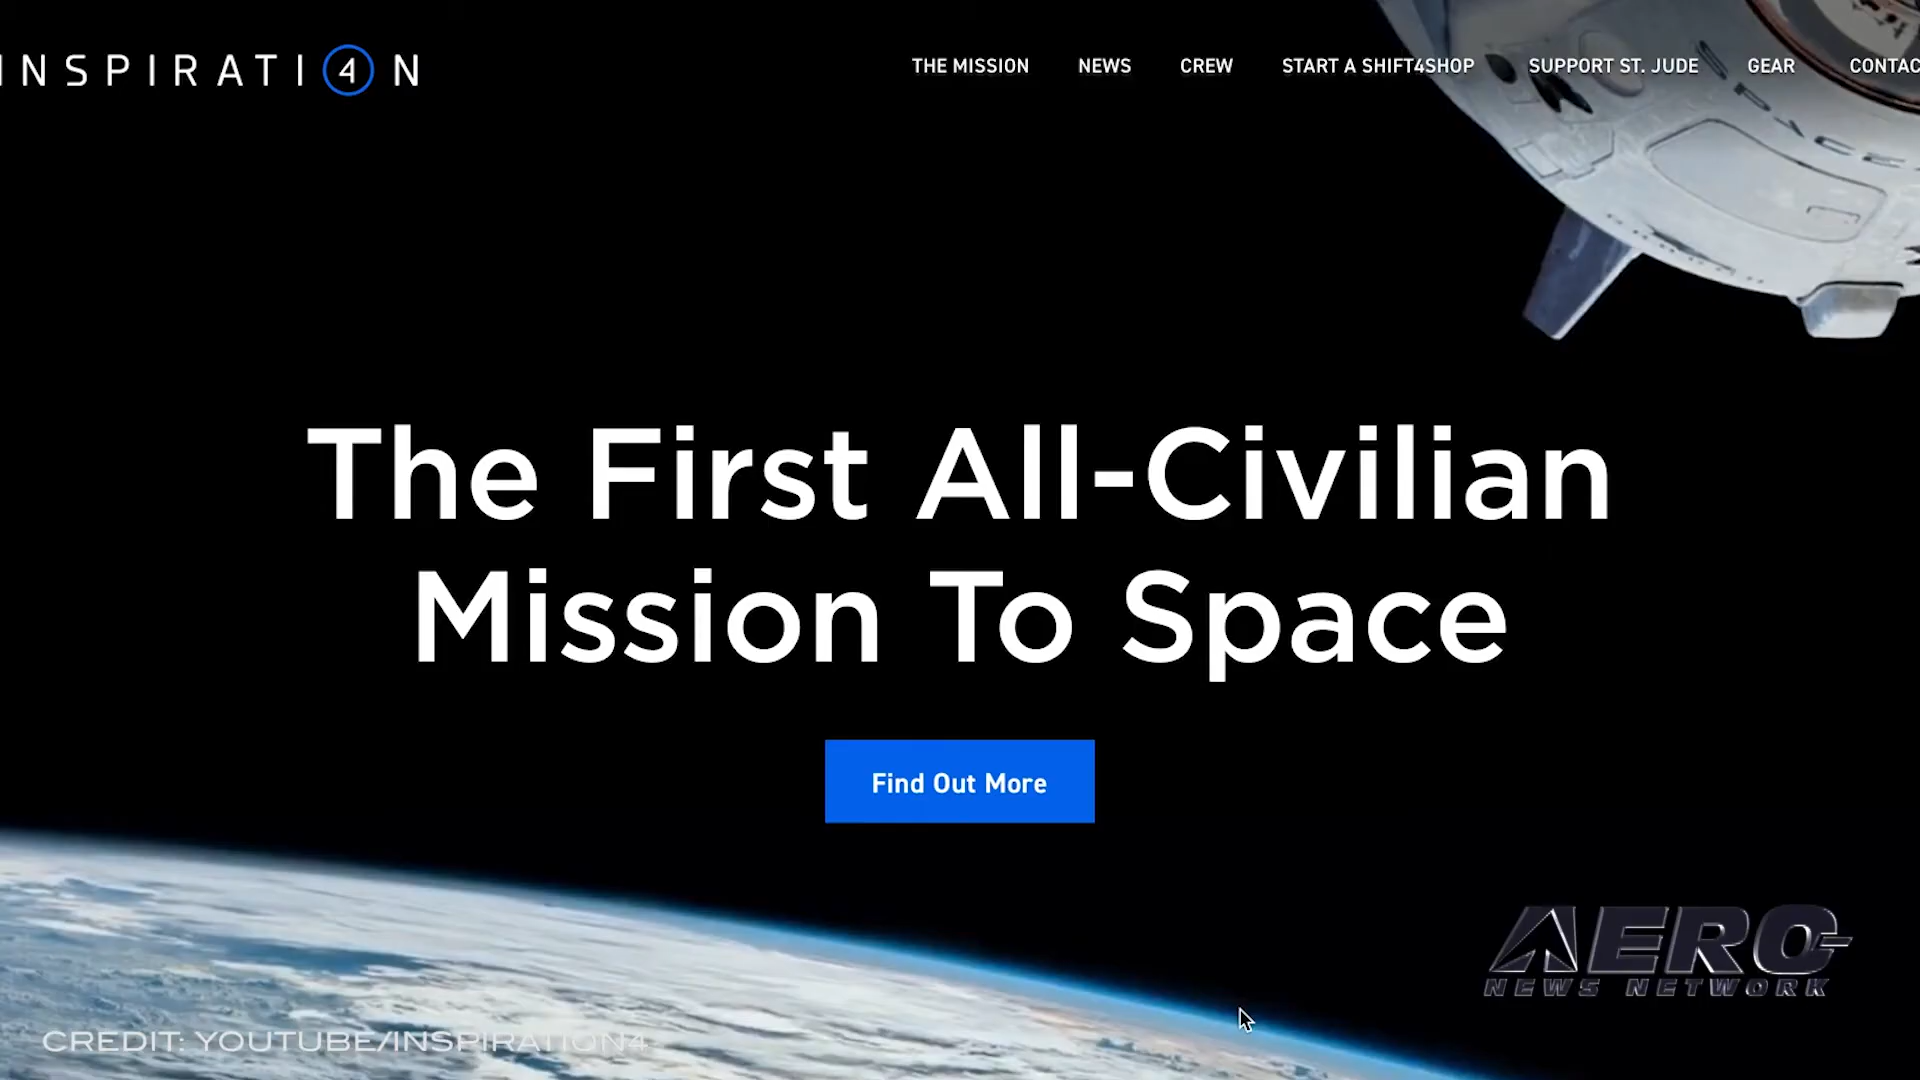 INSPIRATI4N
THE MISSION NEWS CREW START A SHIFT4SHOP SUPPORT ST. JUDE GEAR CONTAC
SPACE
The First All-Civilian
Mission To Space
Find Out More
AERO
NEWS NETWORK
CREDIT: YOUTUBE/INSPIRATION4